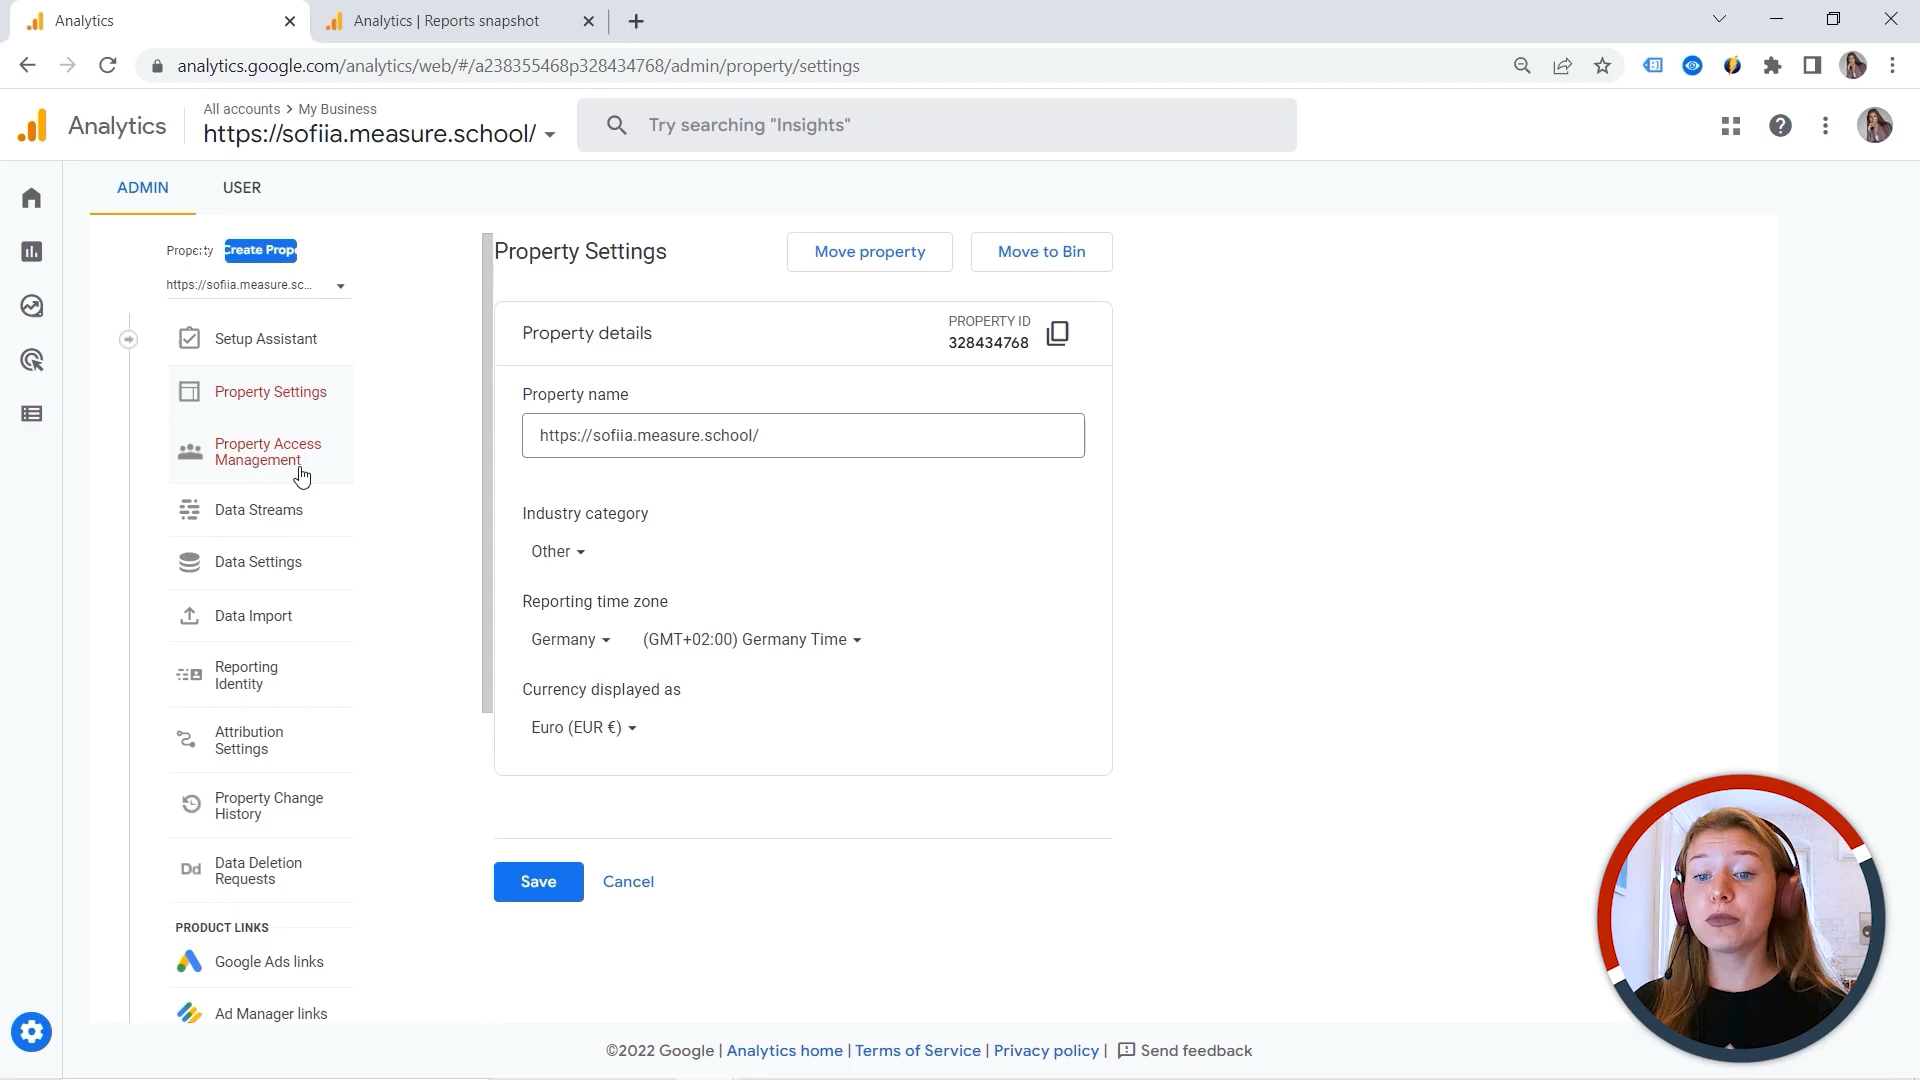 Analytics
Analytics | Reports snapshot
analytics.google.com/analytics/web/#/a238355468p328434768/admin/property/settings
Analytics
All accounts > My Business
https://sofiia.measure.school/
Try searching "Insights"
ADMIN
USER
Property
Create Prope
https://sofiia.measure.sc...
Setup Assistant
Property Settings
Property Access
Management
Data Streams
Data Settings
Data Import
Reporting
Identity
Attribution
Settings
Property Change
History
Dd
Data Deletion
Requests
PRODUCT LINKS
Google Ads links
Ad Manager links
Property Settings
Move property
Move to Bin
Property details
PROPERTY ID
328434768
Property name
https://sofiia.measure.school/
Industry category
Other
Reporting time zone
Germany
(GMT+02:00) Germany Time
Currency displayed as
Euro (EUR €)
Save
Cancel
©2022 Google | Analytics home | Terms of Service | Privacy policy | Send feedback